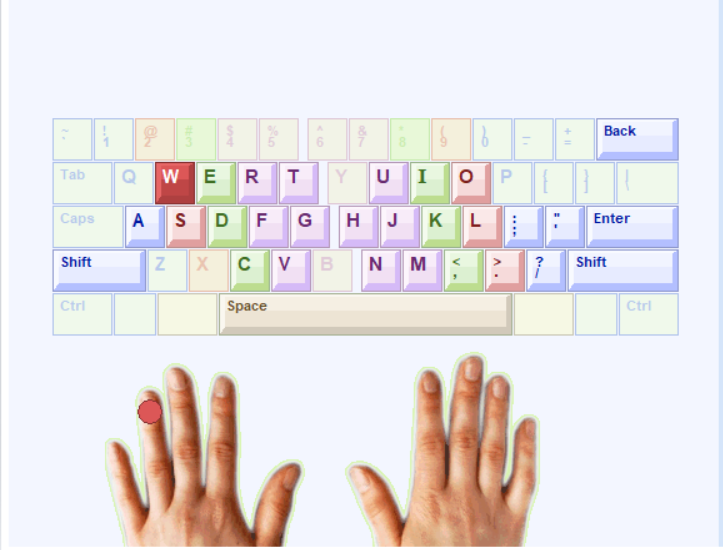 ~ ! @ # $ % ^ & * ( ) _ +
` 1 2 3 4 5 6 7 8 9 0 - = Back
Tab Q W E R T Y U I O P { } |
[ ] \
Caps A S D F G H J K L : " Enter
; '
Shift Z X C V B N M < > ? Shift
, . /
Ctrl Space Ctrl